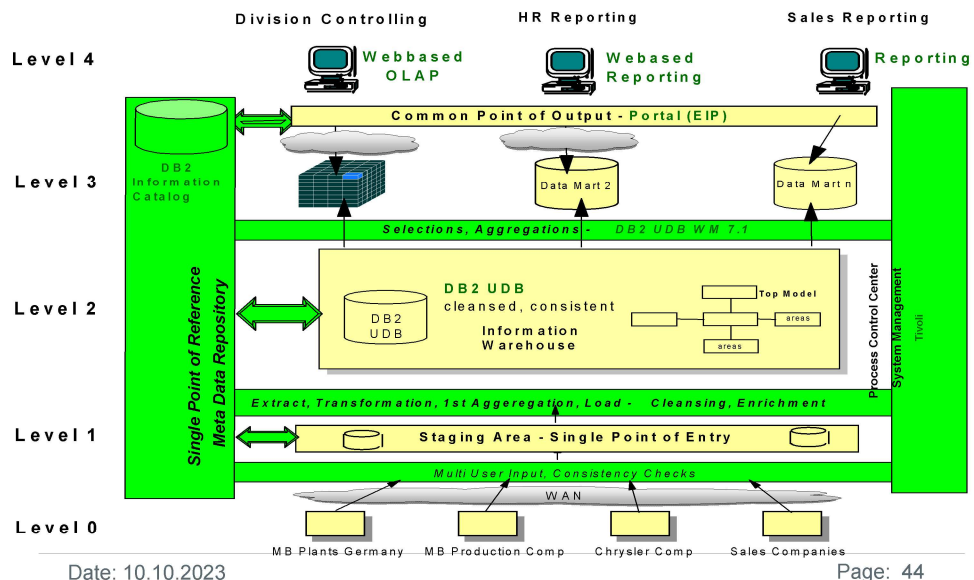 Division Controlling
HR Reporting
Sales Reporting
Level 4
Webbased
OLAP
Webased
Reporting
Reporting
Common Point of Output - Portal (EIP)
DB2
Information
Catalog
Level 3
Data Mart 2
Data Mart n
Selections, Aggregations - DB2 UDB WM 7.1
Single Point of Reference
Meta Data Repository
Level 2
DB2
UDB
DB2 UDB
cleansed, consistent
Information
Warehouse
Top Model
areas
areas
Process Control Center
System Management
Tivoli
Extract, Transformation, 1st Aggeregation, Load - Cleansing, Enrichment
Level 1
Staging Area - Single Point of Entry
Multi User Input, Consistency Checks
WAN
Level 0
MB Plants Germany
MB Production Comp
Chrysler Comp
Sales Companies
Date: 10.10.2023
Page: 44